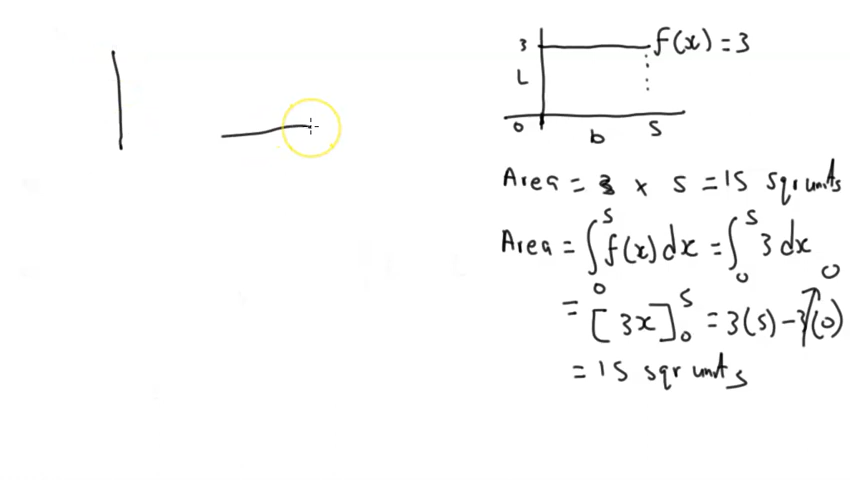 3 f(x) = 3
L
0 b 5
Area = 3 × 5 = 15 sqr units
Area = ∫₀⁵ f(x) dx = ∫₀⁵ 3 dx
= [3x]₀⁵ = 3(5) − 3(0) 0
= 15 sqr units